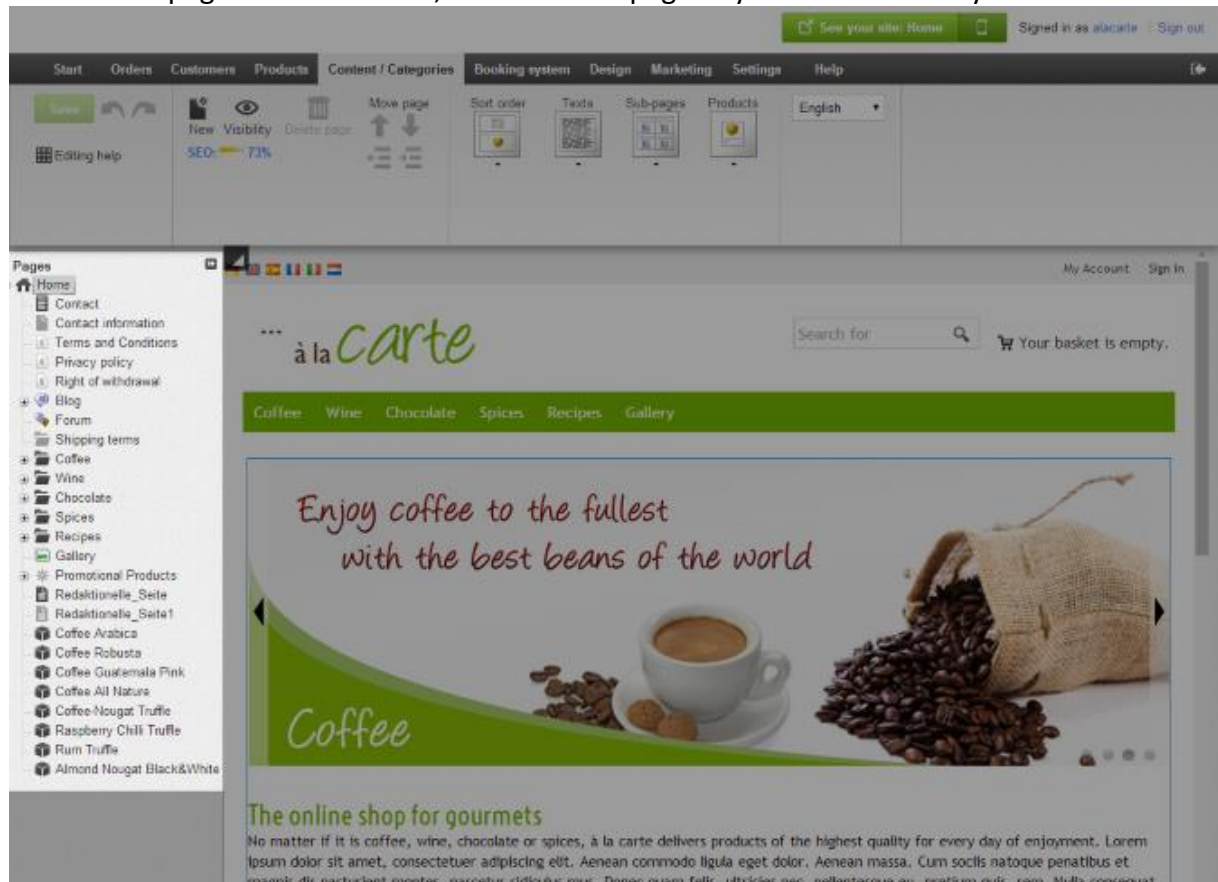 See your site: Home
Signed in as alacarte
Sign out
Start Orders Customers Products Content / Categories Booking system Design Marketing Settings Help
Save
New Visibility Delete page
Move page
Sort order Texts Sub-pages Products
English
Editing help
SEO: 73%
Pages
Home
Contact
Contact information
Terms and Conditions
Privacy policy
Right of withdrawal
Blog
Forum
Shipping terms
Coffee
Wine
Chocolate
Spices
Recipes
Gallery
Promotional Products
Redaktionelle_Seite
Redaktionelle_Seite1
Coffee Arabica
Coffee Robusta
Coffee Guatemala Pink
Coffee All Nature
Coffee-Nougat Truffle
Raspberry Chilli Truffle
Rum Truffle
Almond Nougat Black&White
My Account Sign in
... à la carte
Search for
Your basket is empty.
Coffee Wine Chocolate Spices Recipes Gallery
Enjoy coffee to the fullest
with the best beans of the world
Coffee
The online shop for gourmets
No matter if it is coffee, wine, chocolate or spices, à la carte delivers products of the highest quality for every day of enjoyment. Lorem
ipsum dolor sit amet, consectetuer adipiscing elit. Aenean commodo ligula eget dolor. Aenean massa. Cum sociis natoque penatibus et